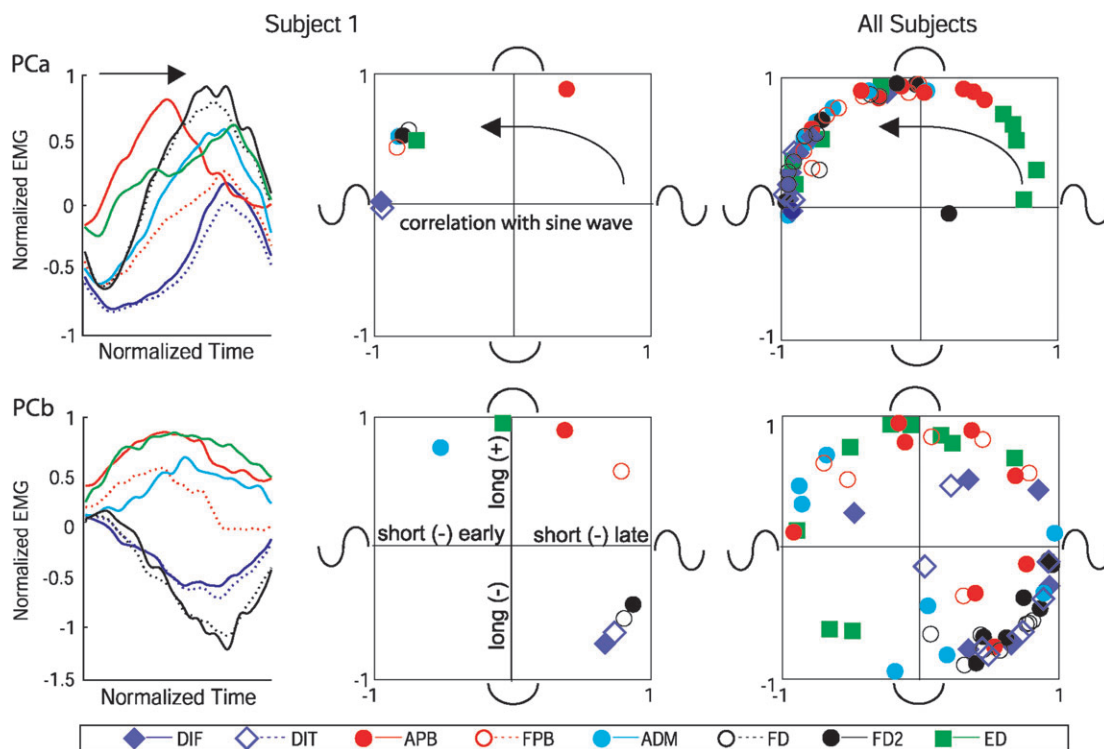 Subject 1
All Subjects
PCa
1
0.5
0
-0.5
-1
Normalized EMG
Normalized Time
1
correlation with sine wave
-1
-1
1
1
-1
-1
1
PCb
1
0.5
0
-0.5
-1
-1.5
Normalized EMG
Normalized Time
1
long (+)
short (-) early
short (-) late
long (-)
-1
-1
1
1
-1
-1
1
DIF DIT APB FPB ADM FD FD2 ED